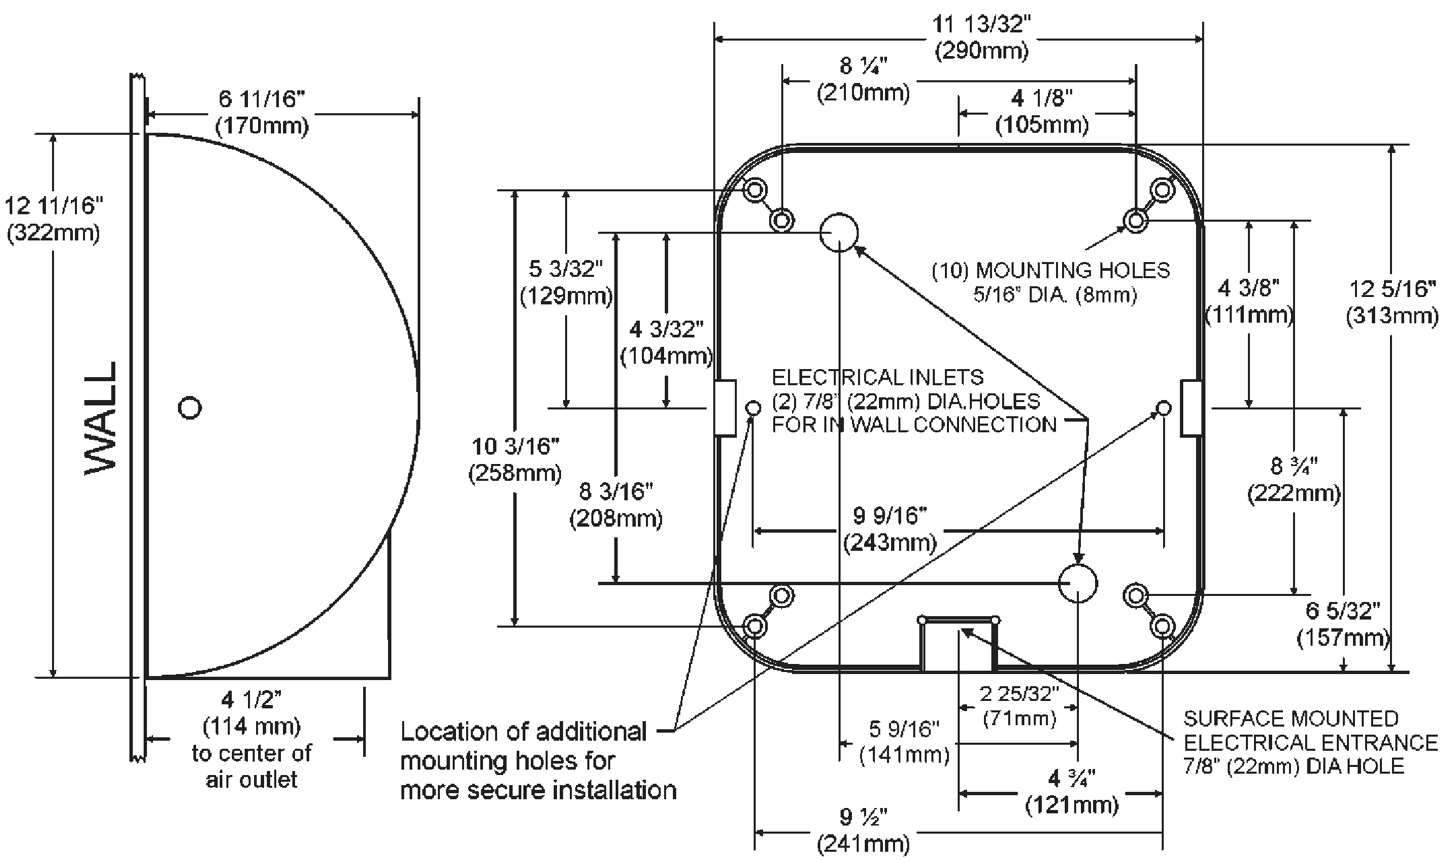 11 13/32"
(290mm)
8 ¼"
(210mm)
4 1/8"
(105mm)
6 11/16"
(170mm)
12 11/16"
(322mm)
WALL
4 1/2"
(114 mm)
to center of
air outlet
5 3/32"
(129mm)
4 3/32"
(104mm)
10 3/16"
(258mm)
8 3/16"
(208mm)
(10) MOUNTING HOLES
5/16" DIA. (8mm)
4 3/8"
(111mm)
12 5/16"
(313mm)
ELECTRICAL INLETS
(2) 7/8" (22mm) DIA.HOLES
FOR IN WALL CONNECTION
8 ¾"
(222mm)
9 9/16"
(243mm)
6 5/32"
(157mm)
2 25/32"
(71mm)
5 9/16"
(141mm)
4 ¾"
(121mm)
9 ½"
(241mm)
Location of additional
mounting holes for
more secure installation
SURFACE MOUNTED
ELECTRICAL ENTRANCE
7/8" (22mm) DIA HOLE